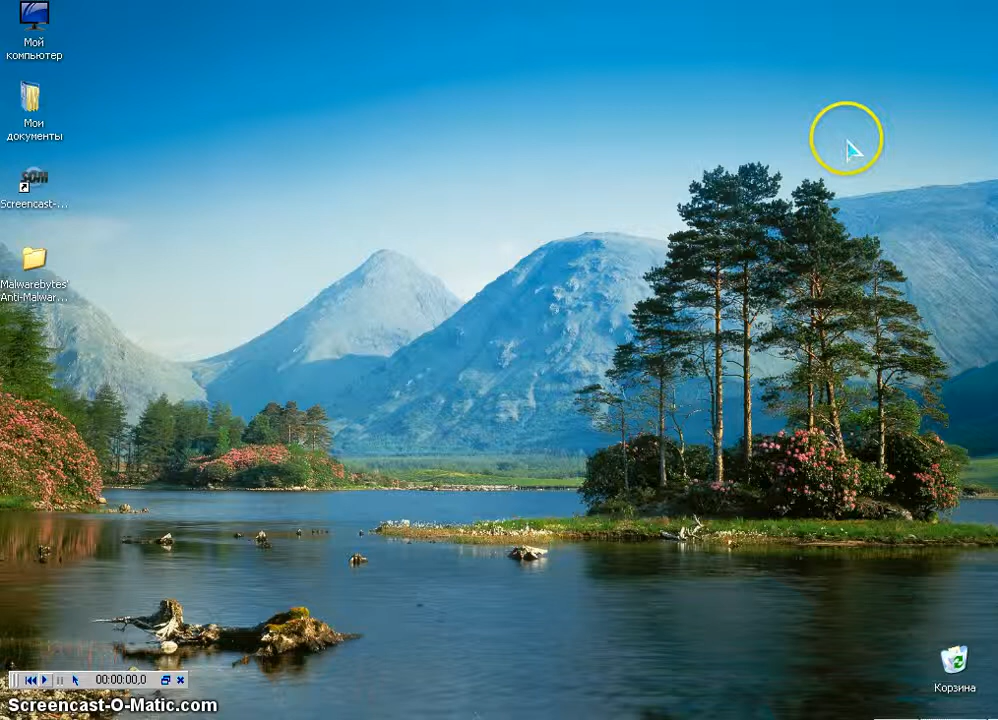 Мой
компьютер
Мои
документы
SOM
Screencast-...
Malwarebytes'
Anti-Malwar...
00:00:00,0
Корзина
Screencast-O-Matic.com